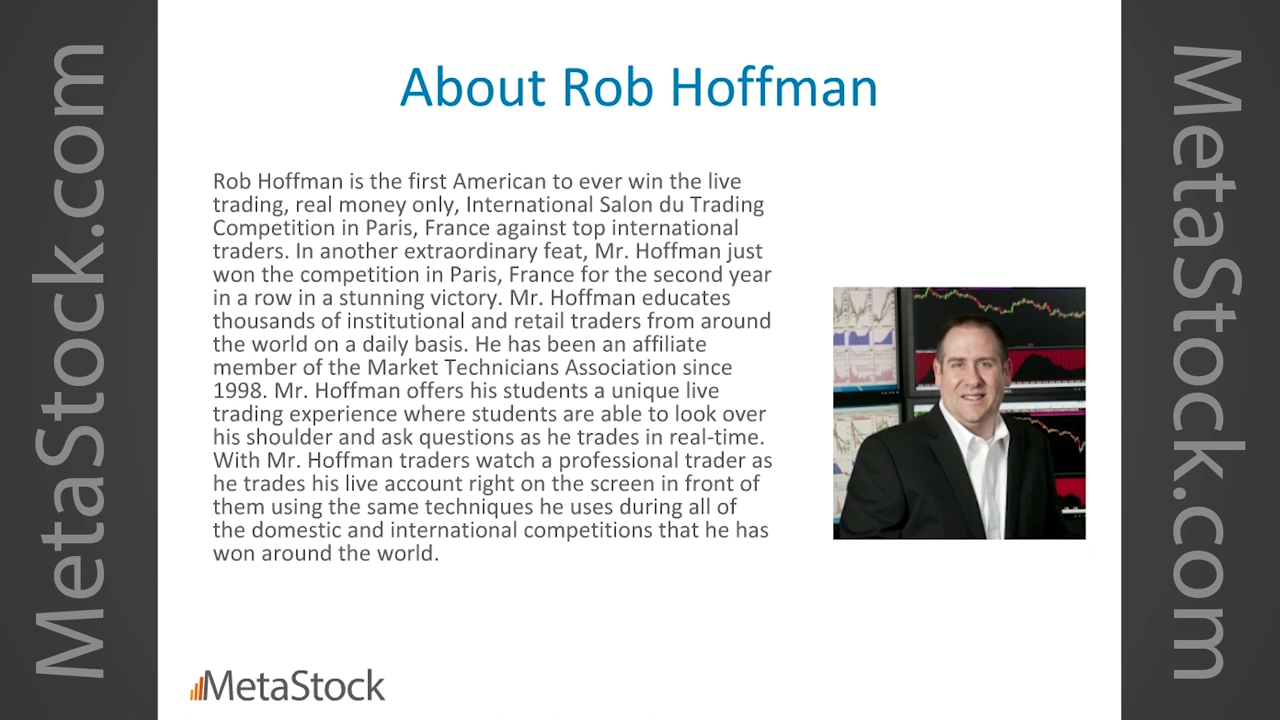 About Rob Hoffman
Rob Hoffman is the first American to ever win the live
trading, real money only, International Salon du Trading
Competition in Paris, France against top international
traders. In another extraordinary feat, Mr. Hoffman just
won the competition in Paris, France for the second year
in a row in a stunning victory. Mr. Hoffman educates
thousands of institutional and retail traders from around
the world on a daily basis. He has been an affiliate
member of the Market Technicians Association since
1998. Mr. Hoffman offers his students a unique live
trading experience where students are able to look over
his shoulder and ask questions as he trades in real-time.
With Mr. Hoffman traders watch a professional trader as
he trades his live account right on the screen in front of
them using the same techniques he uses during all of
the domestic and international competitions that he has
won around the world.
MetaStock
MetaStock.com
MetaStock.com